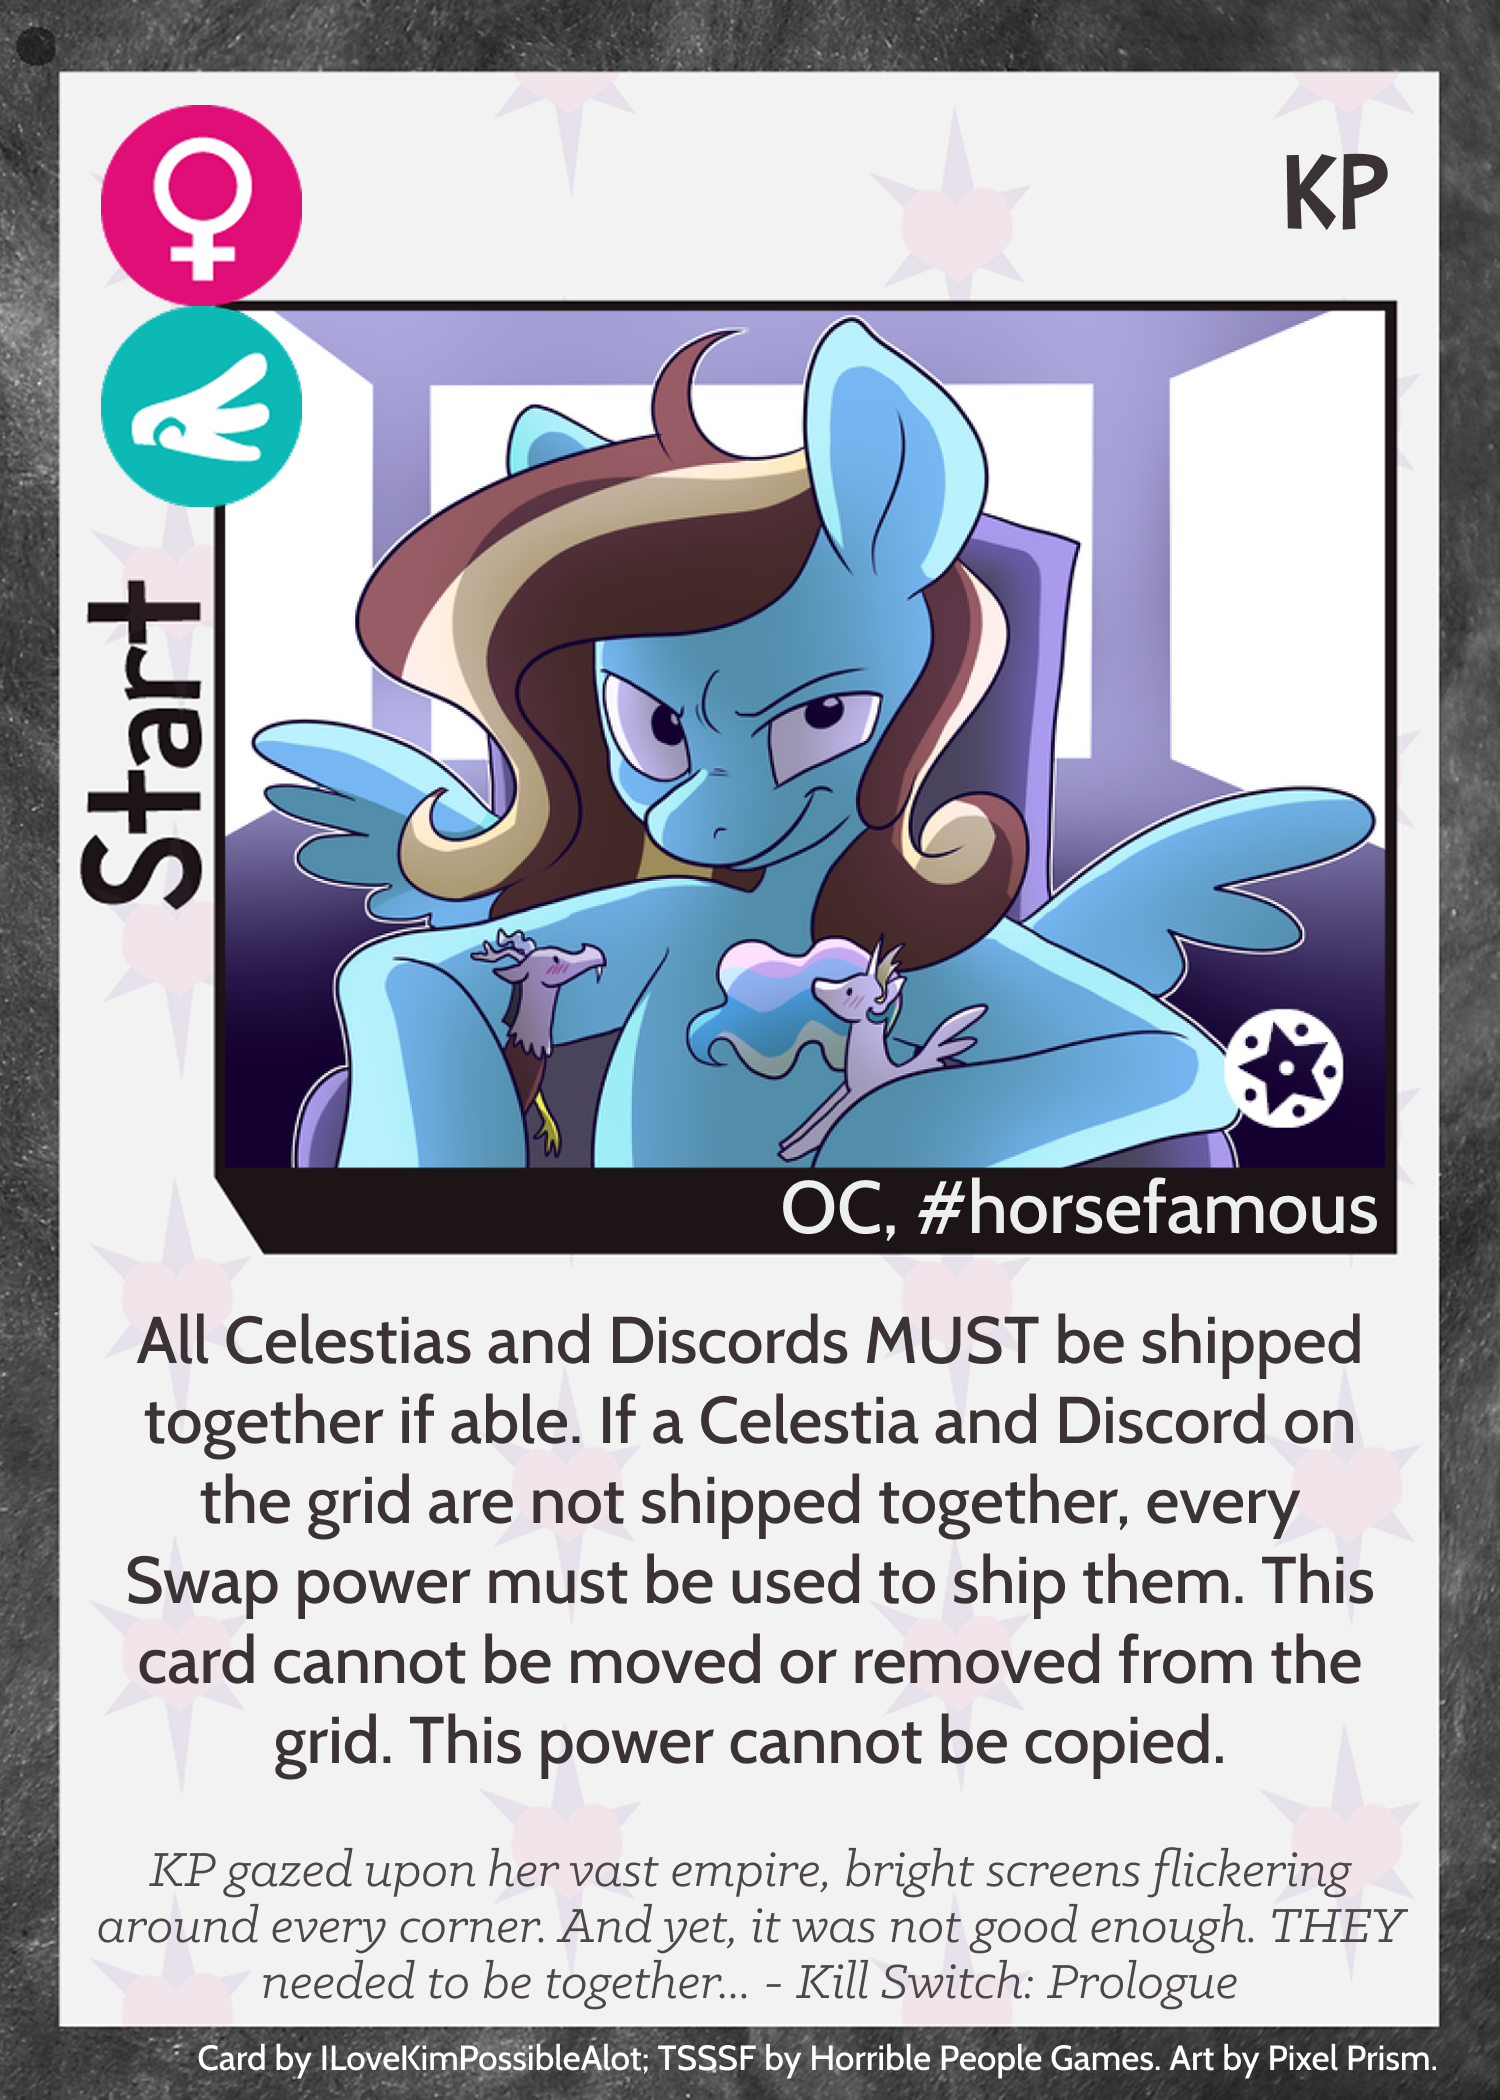 KP
Start
OC, #horsefamous
All Celestias and Discords MUST be shipped
together if able. If a Celestia and Discord on
the grid are not shipped together, every
Swap power must be used to ship them. This
card cannot be moved or removed from the
grid. This power cannot be copied.
KP gazed upon her vast empire, bright screens flickering
around every corner. And yet, it was not good enough. THEY
needed to be together... - Kill Switch: Prologue
Card by ILoveKimPossibleAlot; TSSSF by Horrible People Games. Art by Pixel Prism.